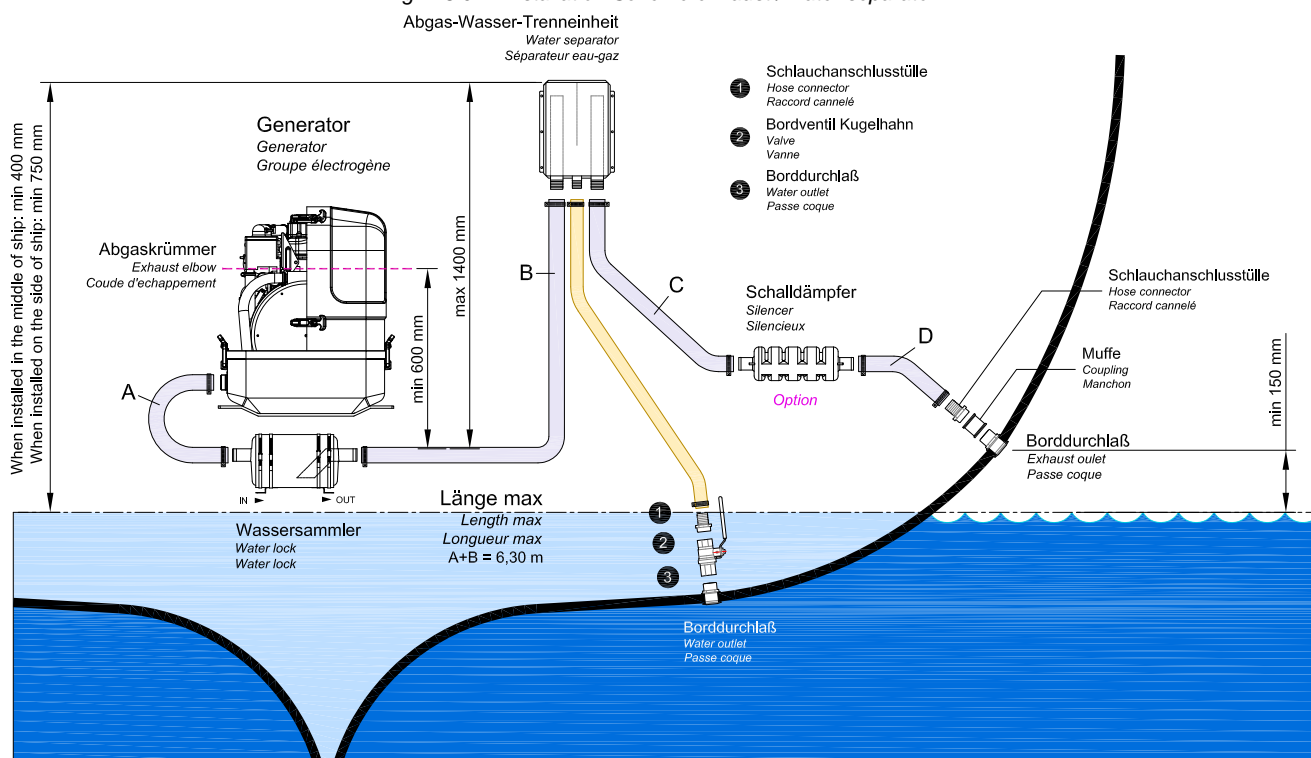 Abgas-Wasser-Trenneinheit
Water separator
Séparateur eau-gaz
When installed in the middle of ship: min 400 mm
When installed on the side of ship: min 750 mm
Generator
Generator
Groupe électrogène
Abgaskrümmer
Exhaust elbow
Coude d'echappement
max 1400 mm
min 600 mm
A
B
C
D
1
Schlauchanschlusstülle
Hose connector
Raccord cannelé
2
Bordventil Kugelhahn
Valve
Vanne
3
Borddurchlaß
Water outlet
Passe coque
Schalldämpfer
Silencer
Silencieux
Option
Schlauchanschlusstülle
Hose connector
Raccord cannelé
Muffe
Coupling
Manchon
min 150 mm
Borddurchlaß
Exhaust oulet
Passe coque
IN
OUT
Wassersammler
Water lock
Water lock
Länge max
Length max
Longueur max
A+B = 6,30 m
1
2
3
Borddurchlaß
Water outlet
Passe coque